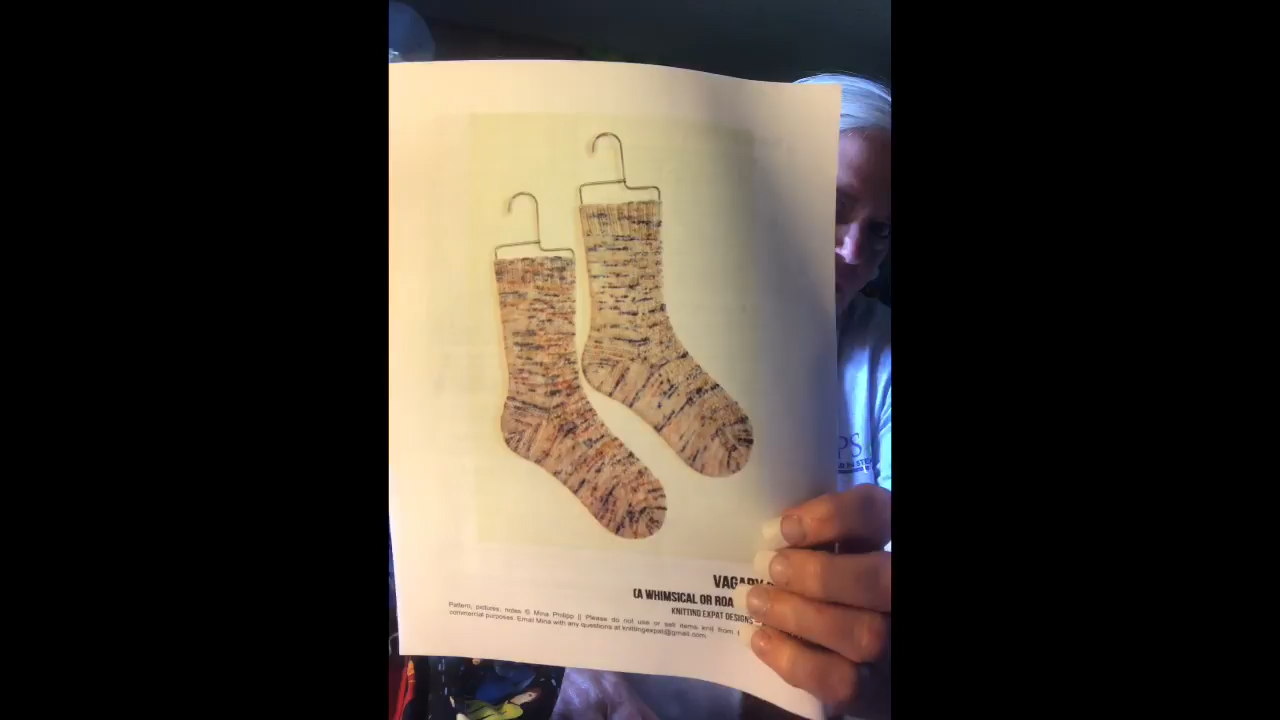 VAGARY
(A WHIMSICAL OR ROA
KNITTING EXPAT DESIGNS
Pattern, pictures, notes © Mina Philipp || Please do not use or sell items knit from t
commercial purposes. Email Mina with any questions at knittingexpat@gmail.com
PS